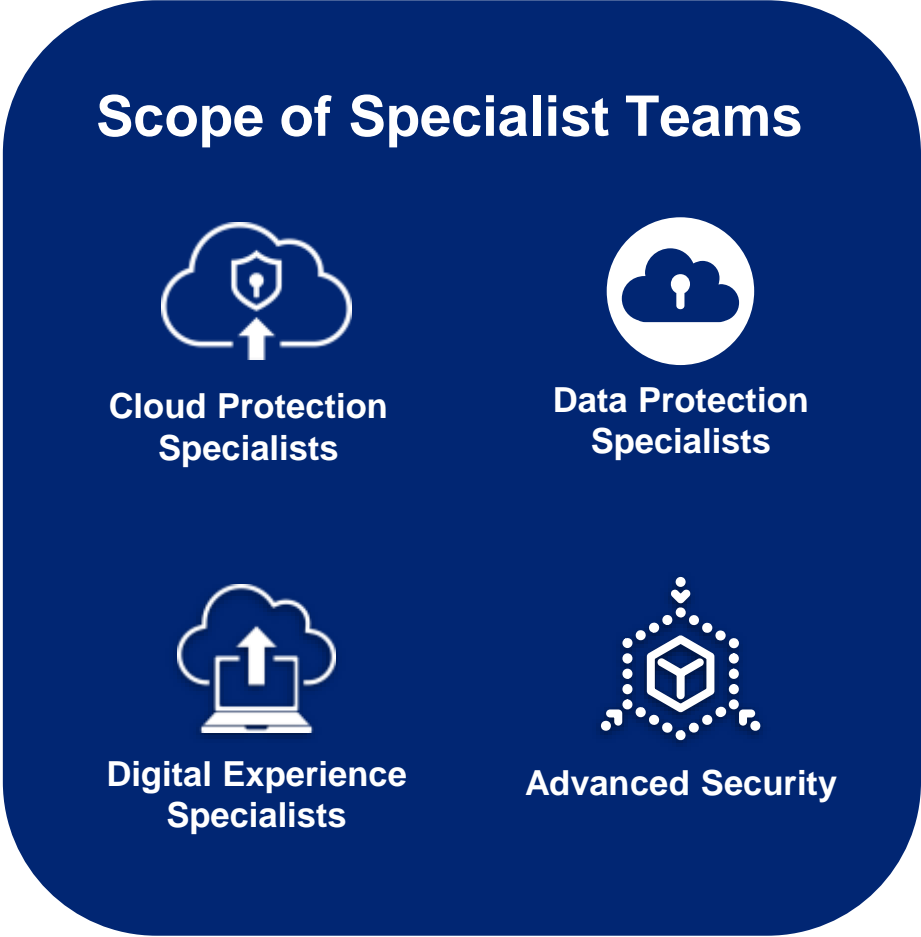 Scope of Specialist Teams
Cloud Protection
Specialists
Data Protection
Specialists
Digital Experience
Specialists
Advanced Security